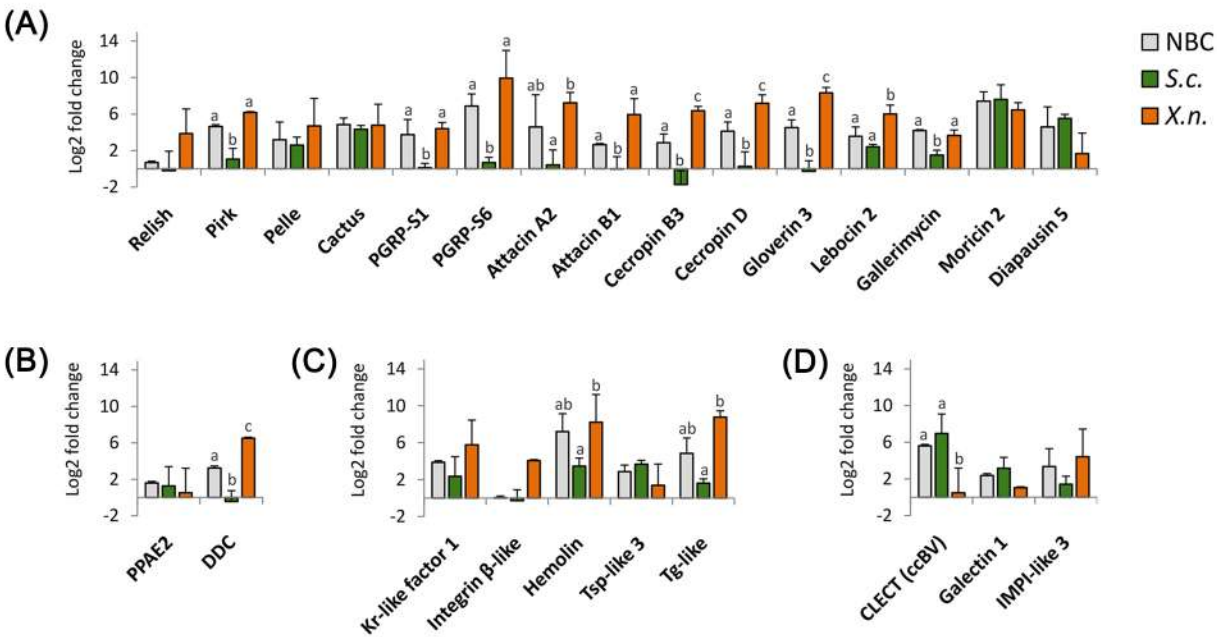 (A)
Log2 fold change
14
10
6
2
-2
a
b
a
a
b
a
a
b
a
ab
a
b
a
b
a
a
b
c
a
b
c
a
b
c
a
a
b
a
b
a
NBC
S.c.
X.n.
Relish
Pirk
Pelle
Cactus
PGRP-S1
PGRP-S6
Attacin A2
Attacin B1
Cecropin B3
Cecropin D
Gloverin 3
Lebocin 2
Gallerimycin
Moricin 2
Diapausin 5
(B)
Log2 fold change
14
10
6
2
-2
a
b
c
PPAE2
DDC
(C)
Log2 fold change
14
10
6
2
-2
ab
a
b
ab
a
b
Kr-like factor 1
Integrin β-like
Hemolin
Tsp-like 3
Tg-like
(D)
Log2 fold change
14
10
6
2
-2
a
a
b
CLECT (ccBV)
Galectin 1
IMPI-like 3